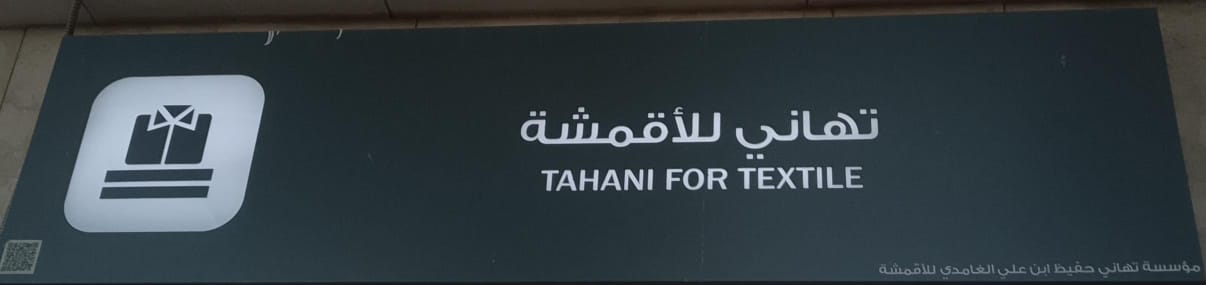 تهاني للأقمشة
TAHANI FOR TEXTILE
مؤسسة تهاني حفيظ ابن علي الغامدي للأقمشة